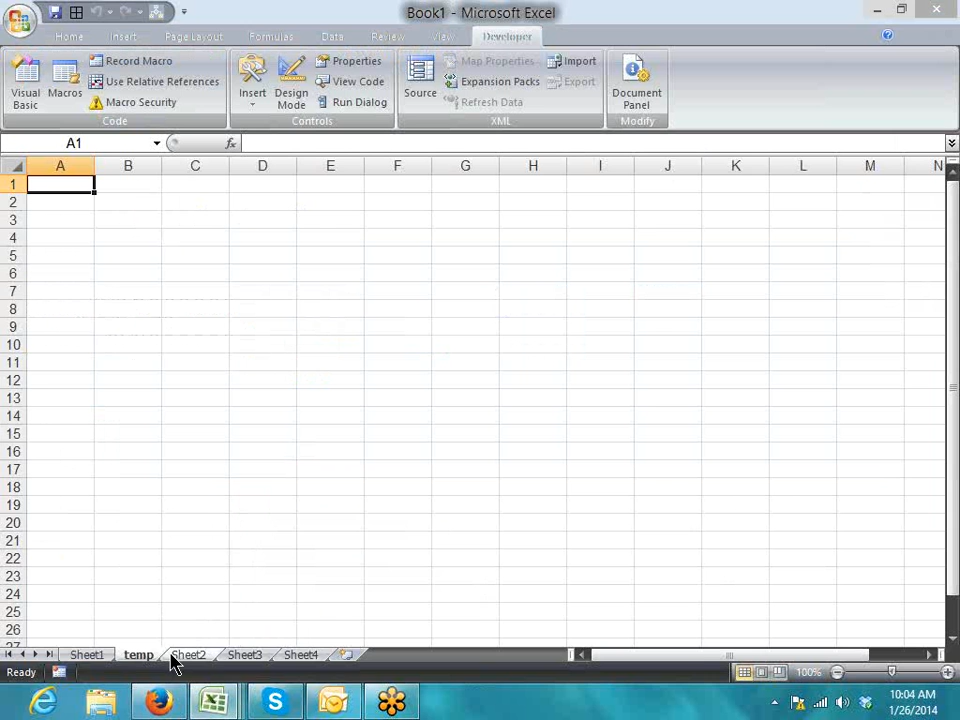 Book1 - Microsoft Excel
Home Insert Page Layout Formulas Data Review View Developer
Visual Basic
Macros
Record Macro
Use Relative References
Macro Security
Code
Insert
Design Mode
Properties
View Code
Run Dialog
Controls
Source
Map Properties
Expansion Packs
Refresh Data
Import
Export
XML
Document Panel
Modify
A1
A B C D E F G H I J K L M N
1
2
3
4
5
6
7
8
9
10
11
12
13
14
15
16
17
18
19
20
21
22
23
24
25
26
27
Sheet1 temp Sheet2 Sheet3 Sheet4
Ready 100%
10:04 AM
1/26/2014